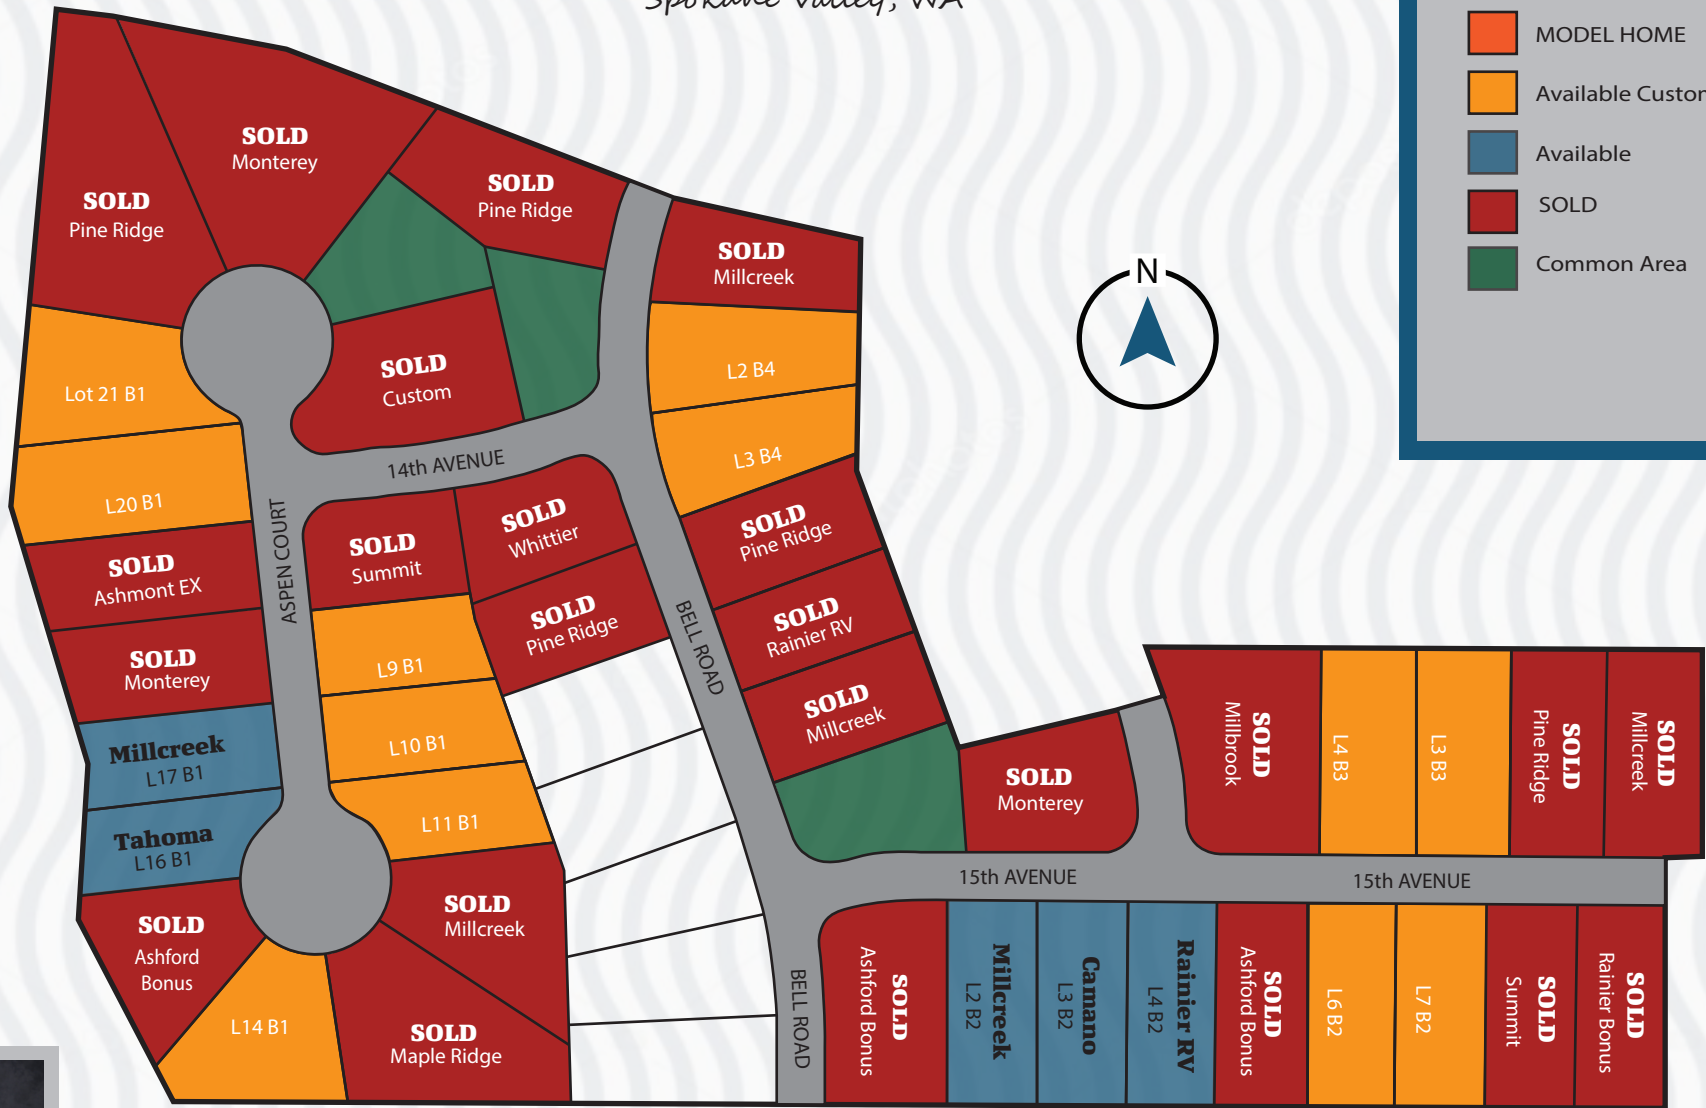 Spokane Valley, WA
MODEL HOME
Available Custom
Available
SOLD
Common Area
N
SOLD
Pine Ridge
SOLD
Monterey
SOLD
Pine Ridge
SOLD
Millcreek
SOLD
Custom
Lot 21 B1
L20 B1
L2 B4
L3 B4
14th AVENUE
ASPEN COURT
BELL ROAD
SOLD
Ashmont EX
SOLD
Monterey
Millcreek
L17 B1
Tahoma
L16 B1
SOLD
Ashford
Bonus
L14 B1
SOLD
Maple Ridge
SOLD
Millcreek
SOLD
Summit
SOLD
Whittier
SOLD
Pine Ridge
L9 B1
L10 B1
L11 B1
SOLD
Pine Ridge
SOLD
Rainier RV
SOLD
Millcreek
SOLD
Monterey
SOLD
Millbrook
L4 B3
L3 B3
SOLD
Pine Ridge
SOLD
Millcreek
15th AVENUE
15th AVENUE
BELL ROAD
SOLD
Ashford Bonus
Millcreek
L2 B2
Camano
L3 B2
Rainier RV
L4 B2
SOLD
Ashford Bonus
L6 B2
L7 B2
SOLD
Summit
SOLD
Rainier Bonus